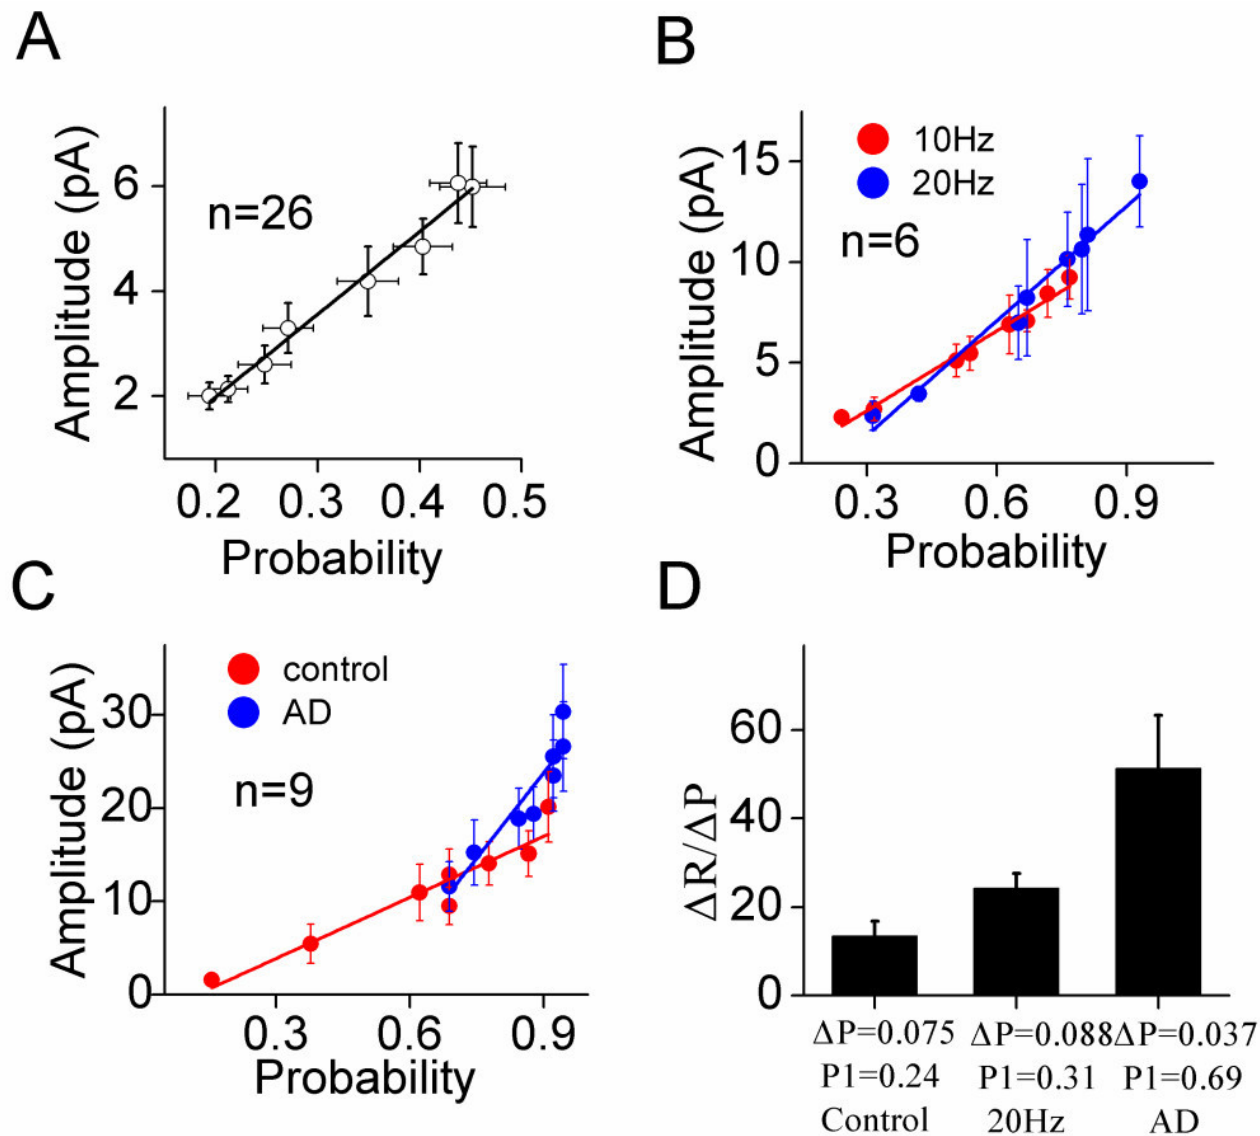 A
Amplitude (pA)
6
4
2
n=26
0.2 0.3 0.4 0.5
Probability
B
Amplitude (pA)
15
10
5
0
10Hz
20Hz
n=6
0.3 0.6 0.9
Probability
C
Amplitude (pA)
30
20
10
0
control
AD
n=9
0.3 0.6 0.9
Probability
D
ΔR/ΔP
60
40
20
0
ΔP=0.075 ΔP=0.088 ΔP=0.037
P1=0.24 P1=0.31 P1=0.69
Control 20Hz AD